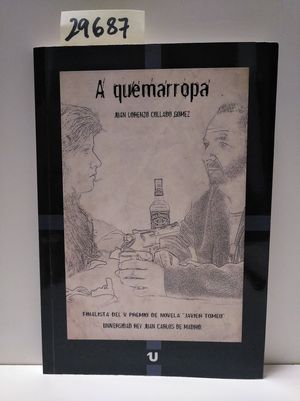 29687
A quemarropa
JUAN LORENZO COLLADO GÓMEZ
FINALISTA DEL V PREMIO DE NOVELA "JAVIER TOMEO"
UNIVERSIDAD REY JUAN CARLOS DE MADRID
U